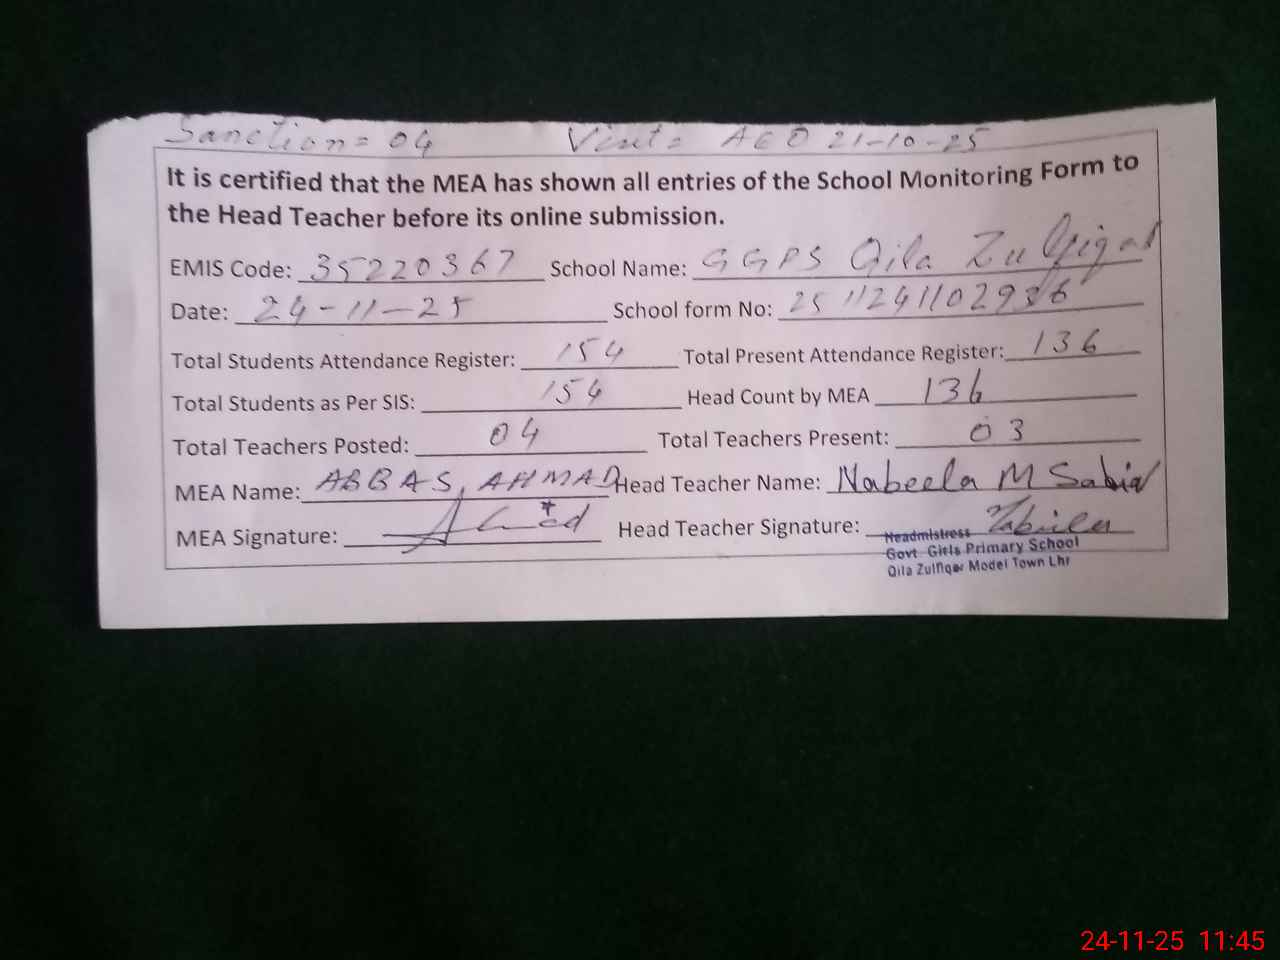 Sanction = 04 Visit = AEO 21-10-25
It is certified that the MEA has shown all entries of the School Monitoring Form to
the Head Teacher before its online submission.
EMIS Code: 35220367 School Name: GGPS Qila Zulfiqar
Date: 24-11-25 School form No: 2511241102936
Total Students Attendance Register: 154 Total Present Attendance Register: 136
Total Students as Per SIS: 154 Head Count by MEA 136
Total Teachers Posted: 04 Total Teachers Present: 03
MEA Name: ABBAS, AHMAD Head Teacher Name: Nabeela M Sabir
MEA Signature: Head Teacher Signature: Nabeela
Headmistress
Govt Girls Primary School
Qila Zulfiqar Model Town Lhr
24-11-25 11:45